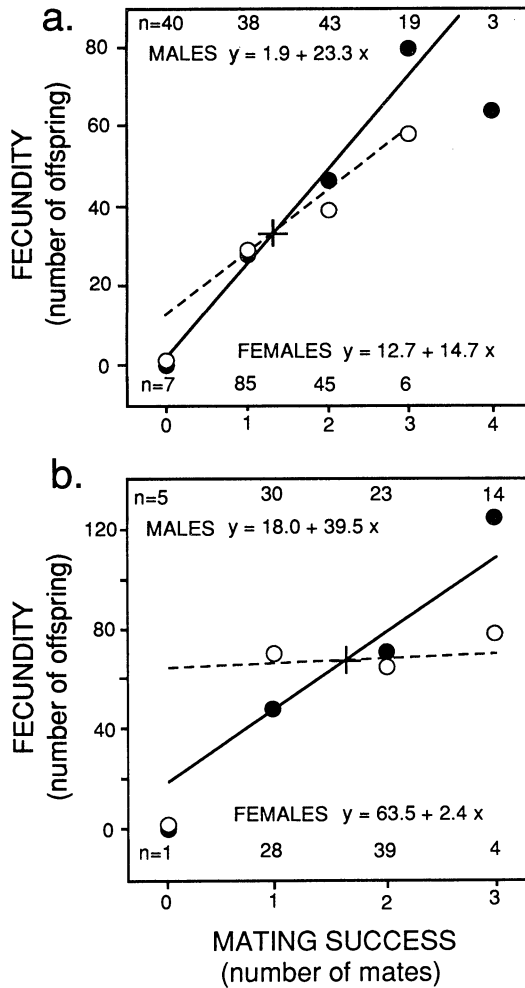 a.
n=40 38 43 19 3
MALES y = 1.9 + 23.3 x
80
60
40
20
0
FECUNDITY
(number of offspring)
FEMALES y = 12.7 + 14.7 x
n=7 85 45 6
0 1 2 3 4
b.
n=5 30 23 14
MALES y = 18.0 + 39.5 x
120
80
40
0
FECUNDITY
(number of offspring)
FEMALES y = 63.5 + 2.4 x
n=1 28 39 4
0 1 2 3
MATING SUCCESS
(number of mates)